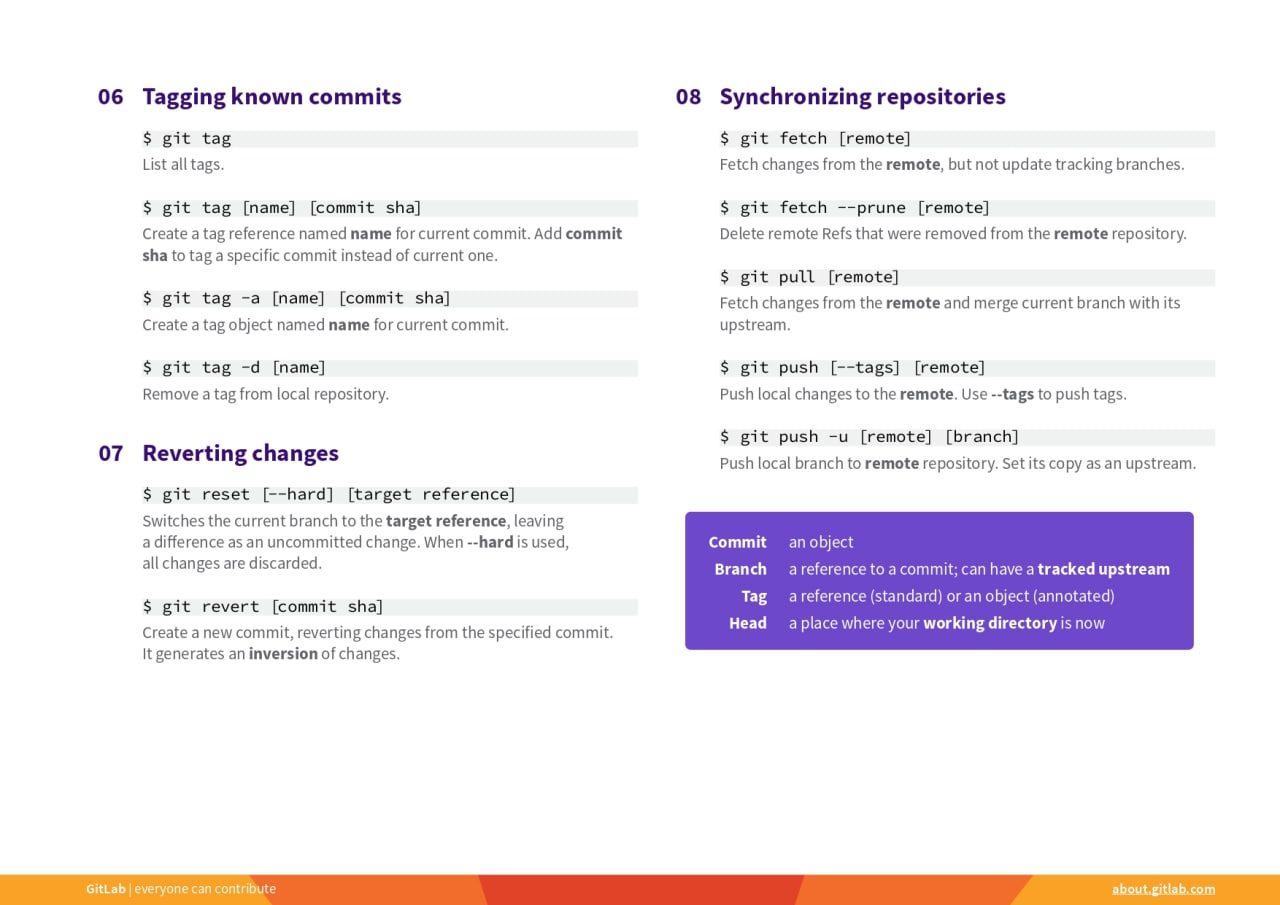 06 Tagging known commits
$ git tag
List all tags.
$ git tag [name] [commit sha]
Create a tag reference named name for current commit. Add commit
sha to tag a specific commit instead of current one.
$ git tag -a [name] [commit sha]
Create a tag object named name for current commit.
$ git tag -d [name]
Remove a tag from local repository.
07 Reverting changes
$ git reset [--hard] [target reference]
Switches the current branch to the target reference, leaving
a difference as an uncommitted change. When --hard is used,
all changes are discarded.
$ git revert [commit sha]
Create a new commit, reverting changes from the specified commit.
It generates an inversion of changes.
08 Synchronizing repositories
$ git fetch [remote]
Fetch changes from the remote, but not update tracking branches.
$ git fetch --prune [remote]
Delete remote Refs that were removed from the remote repository.
$ git pull [remote]
Fetch changes from the remote and merge current branch with its
upstream.
$ git push [--tags] [remote]
Push local changes to the remote. Use --tags to push tags.
$ git push -u [remote] [branch]
Push local branch to remote repository. Set its copy as an upstream.
Commit an object
Branch a reference to a commit; can have a tracked upstream
Tag a reference (standard) or an object (annotated)
Head a place where your working directory is now
GitLab | everyone can contribute
about.gitlab.com